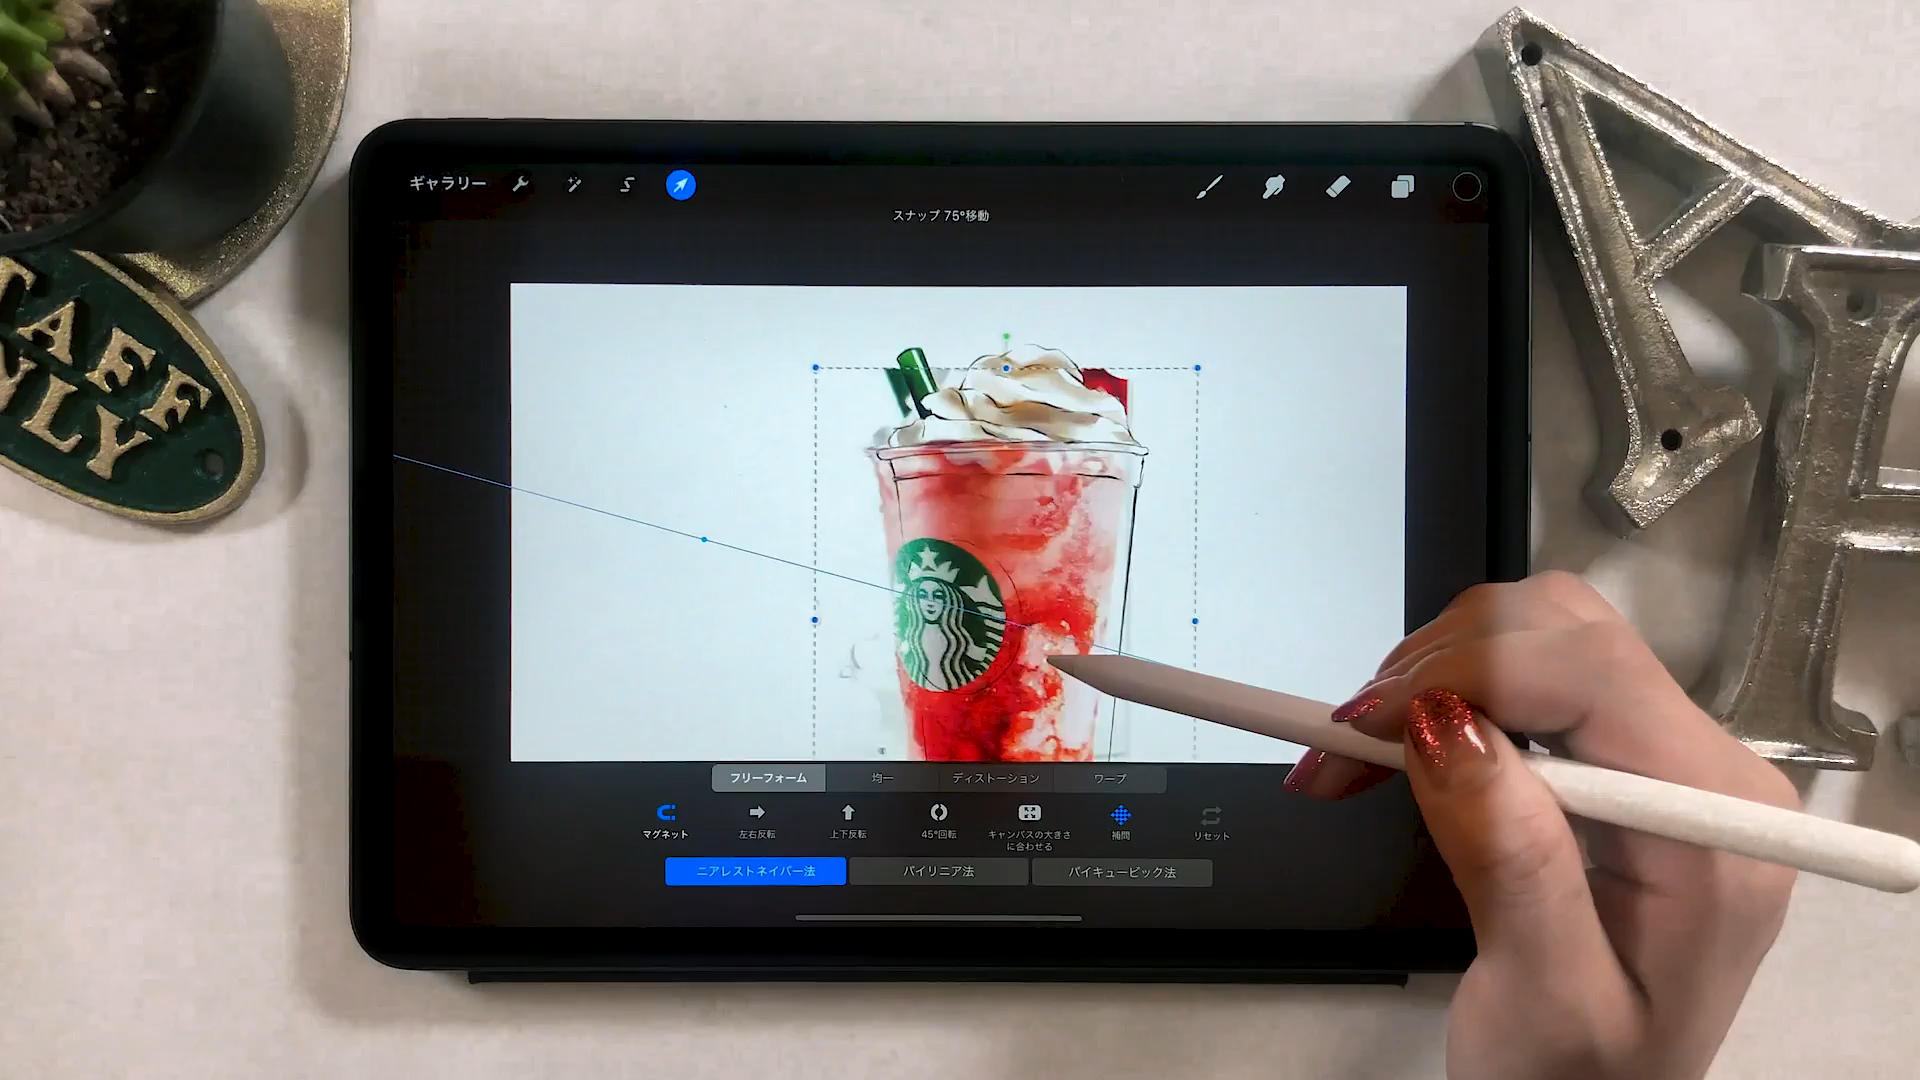 ギャラリー
スナップ 75°移動
TAFF
NLY
フリーフォーム
均一
ディストーション
ワープ
マグネット
左右反転
上下反転
45°回転
キャンバスの大きさ
に合わせる
補間
リセット
ニアレストネイバー法
バイリニア法
バイキュービック法